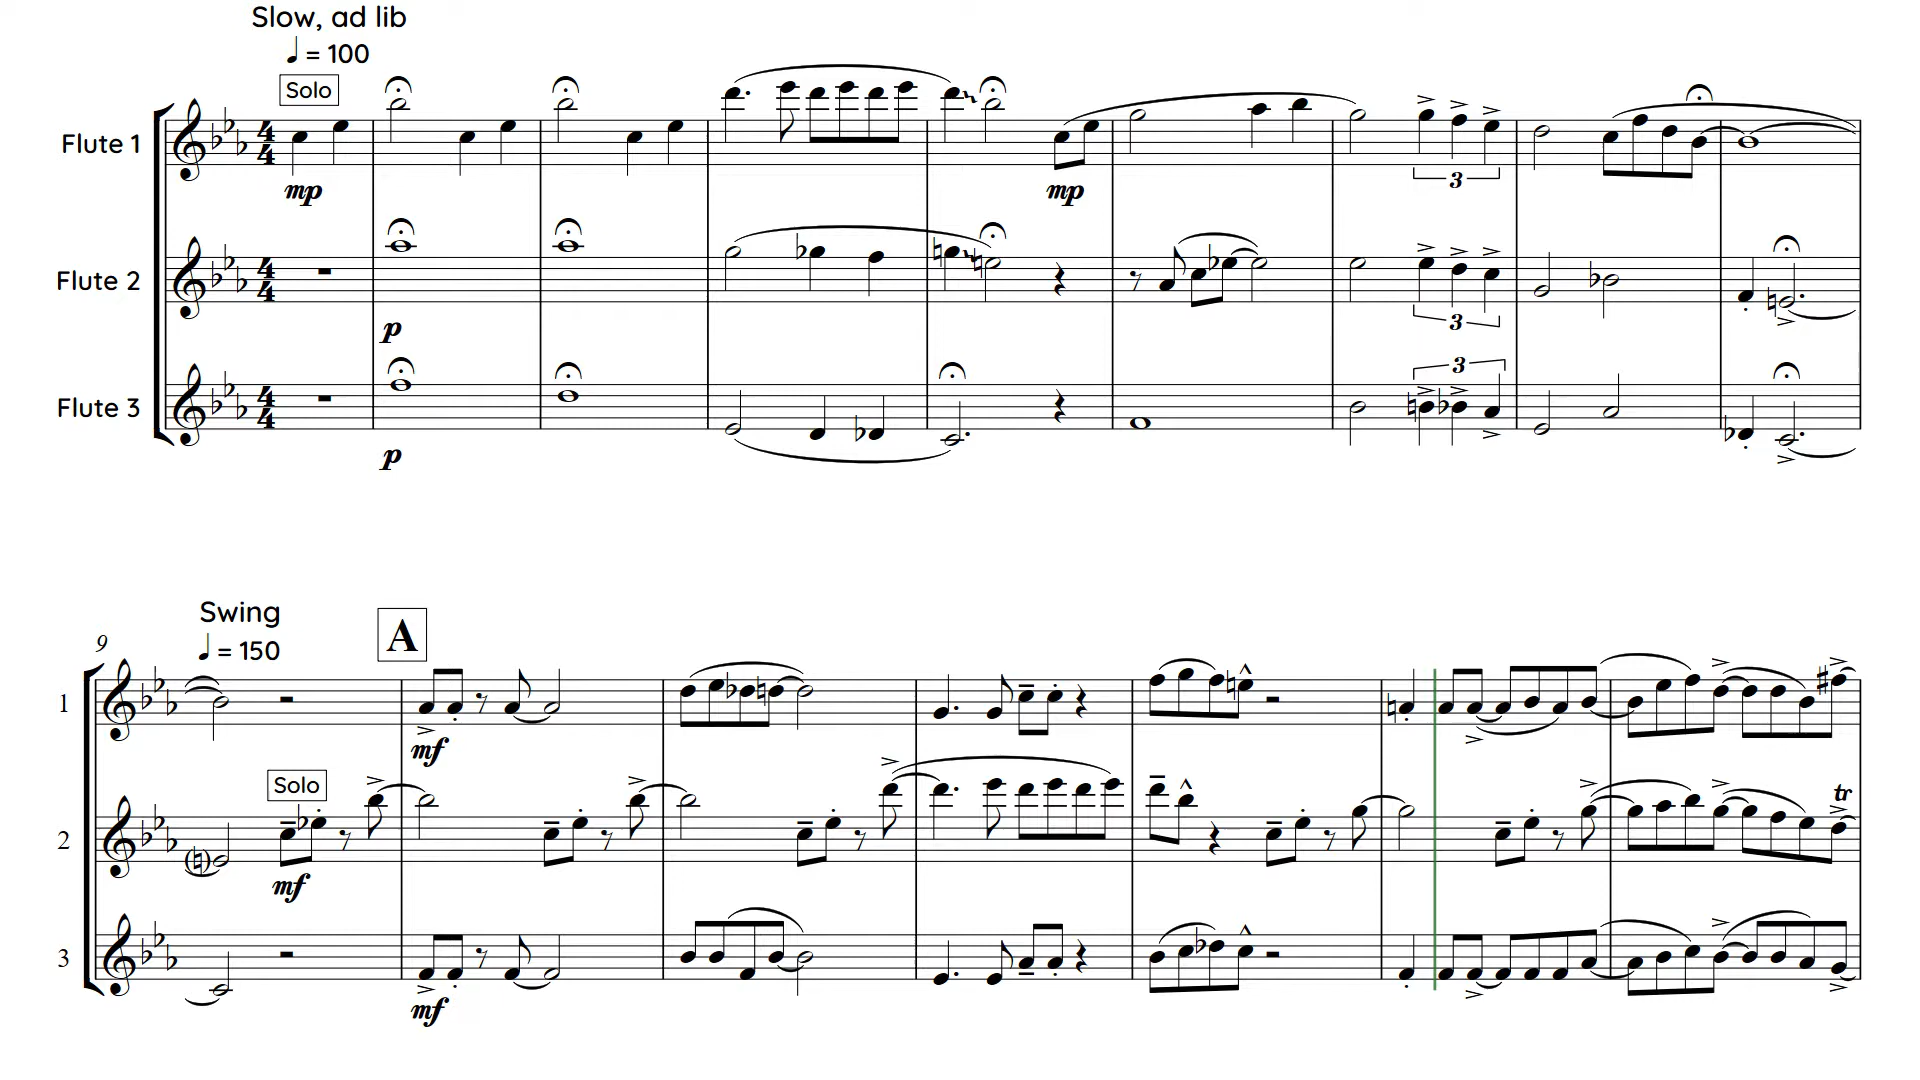 Slow, ad lib
♩ = 100
Solo
Flute 1
mp
mp
3
Flute 2
p
3
Flute 3
p
3
9
Swing
♩ = 150
A
1
mf
Solo
2
mf
tr
3
mf